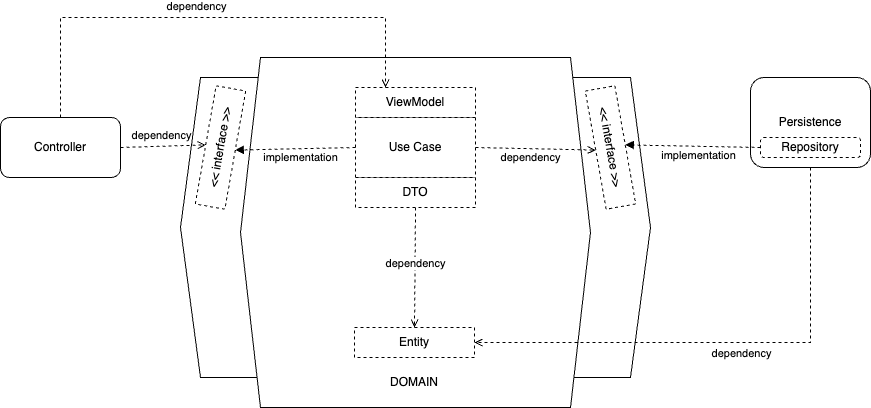 dependency
ViewModel
Controller
dependency
<< interface >>
implementation
Use Case
dependency
<< interface >>
implementation
Persistence
Repository
DTO
dependency
Entity
dependency
DOMAIN